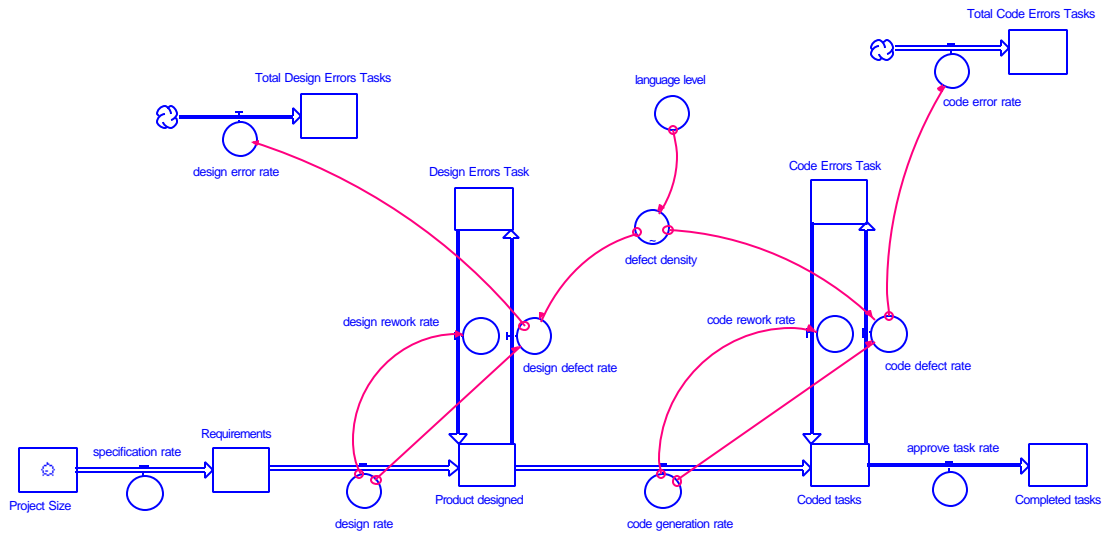 Total Code Errors Tasks
Total Design Errors Tasks
language level
code error rate
design error rate
Design Errors Task
Code Errors Task
~
defect density
design rework rate
code rework rate
design defect rate
code defect rate
Requirements
specification rate
approve task rate
Project Size
Product designed
Coded tasks
Completed tasks
design rate
code generation rate